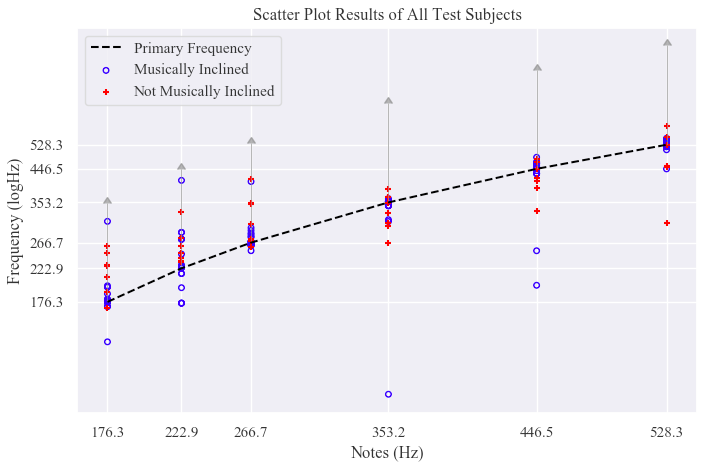 Scatter Plot Results of All Test Subjects
Primary Frequency
Musically Inclined
Not Musically Inclined
528.3
446.5
353.2
266.7
222.9
176.3
Frequency (logHz)
176.3 222.9 266.7 353.2 446.5 528.3
Notes (Hz)